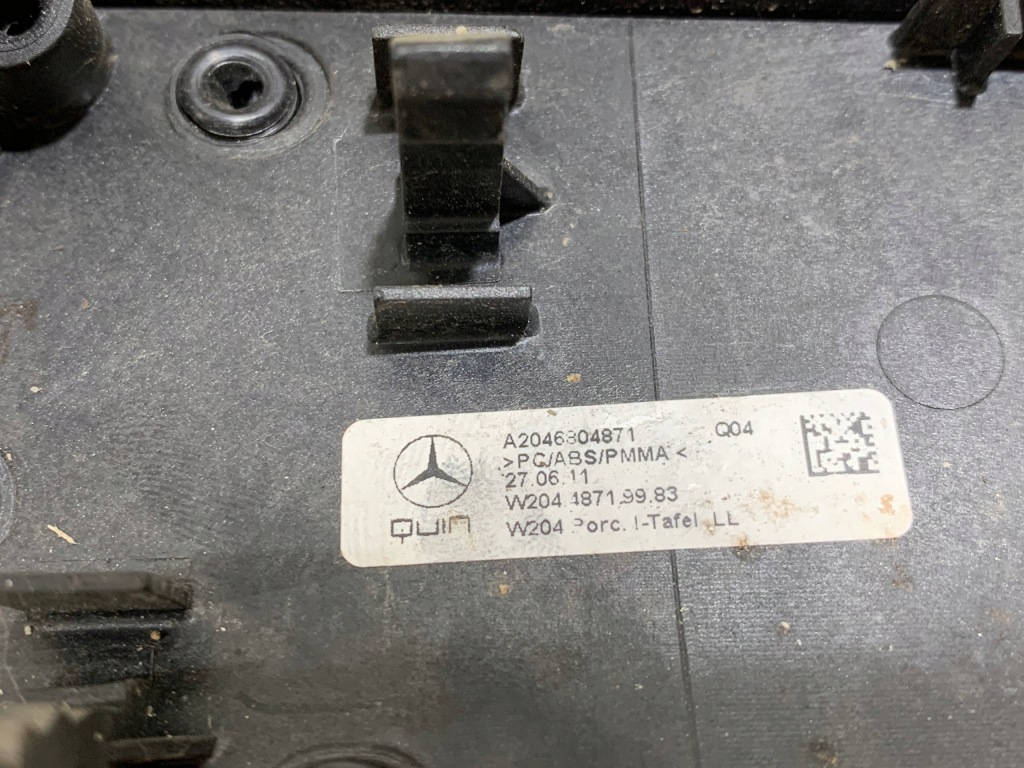 A2046804871 Q04
>PC/ABS/PMMA<
27.06.11
W204.4871.99.83
QUIN
W204 Porc. I-Tafel LL